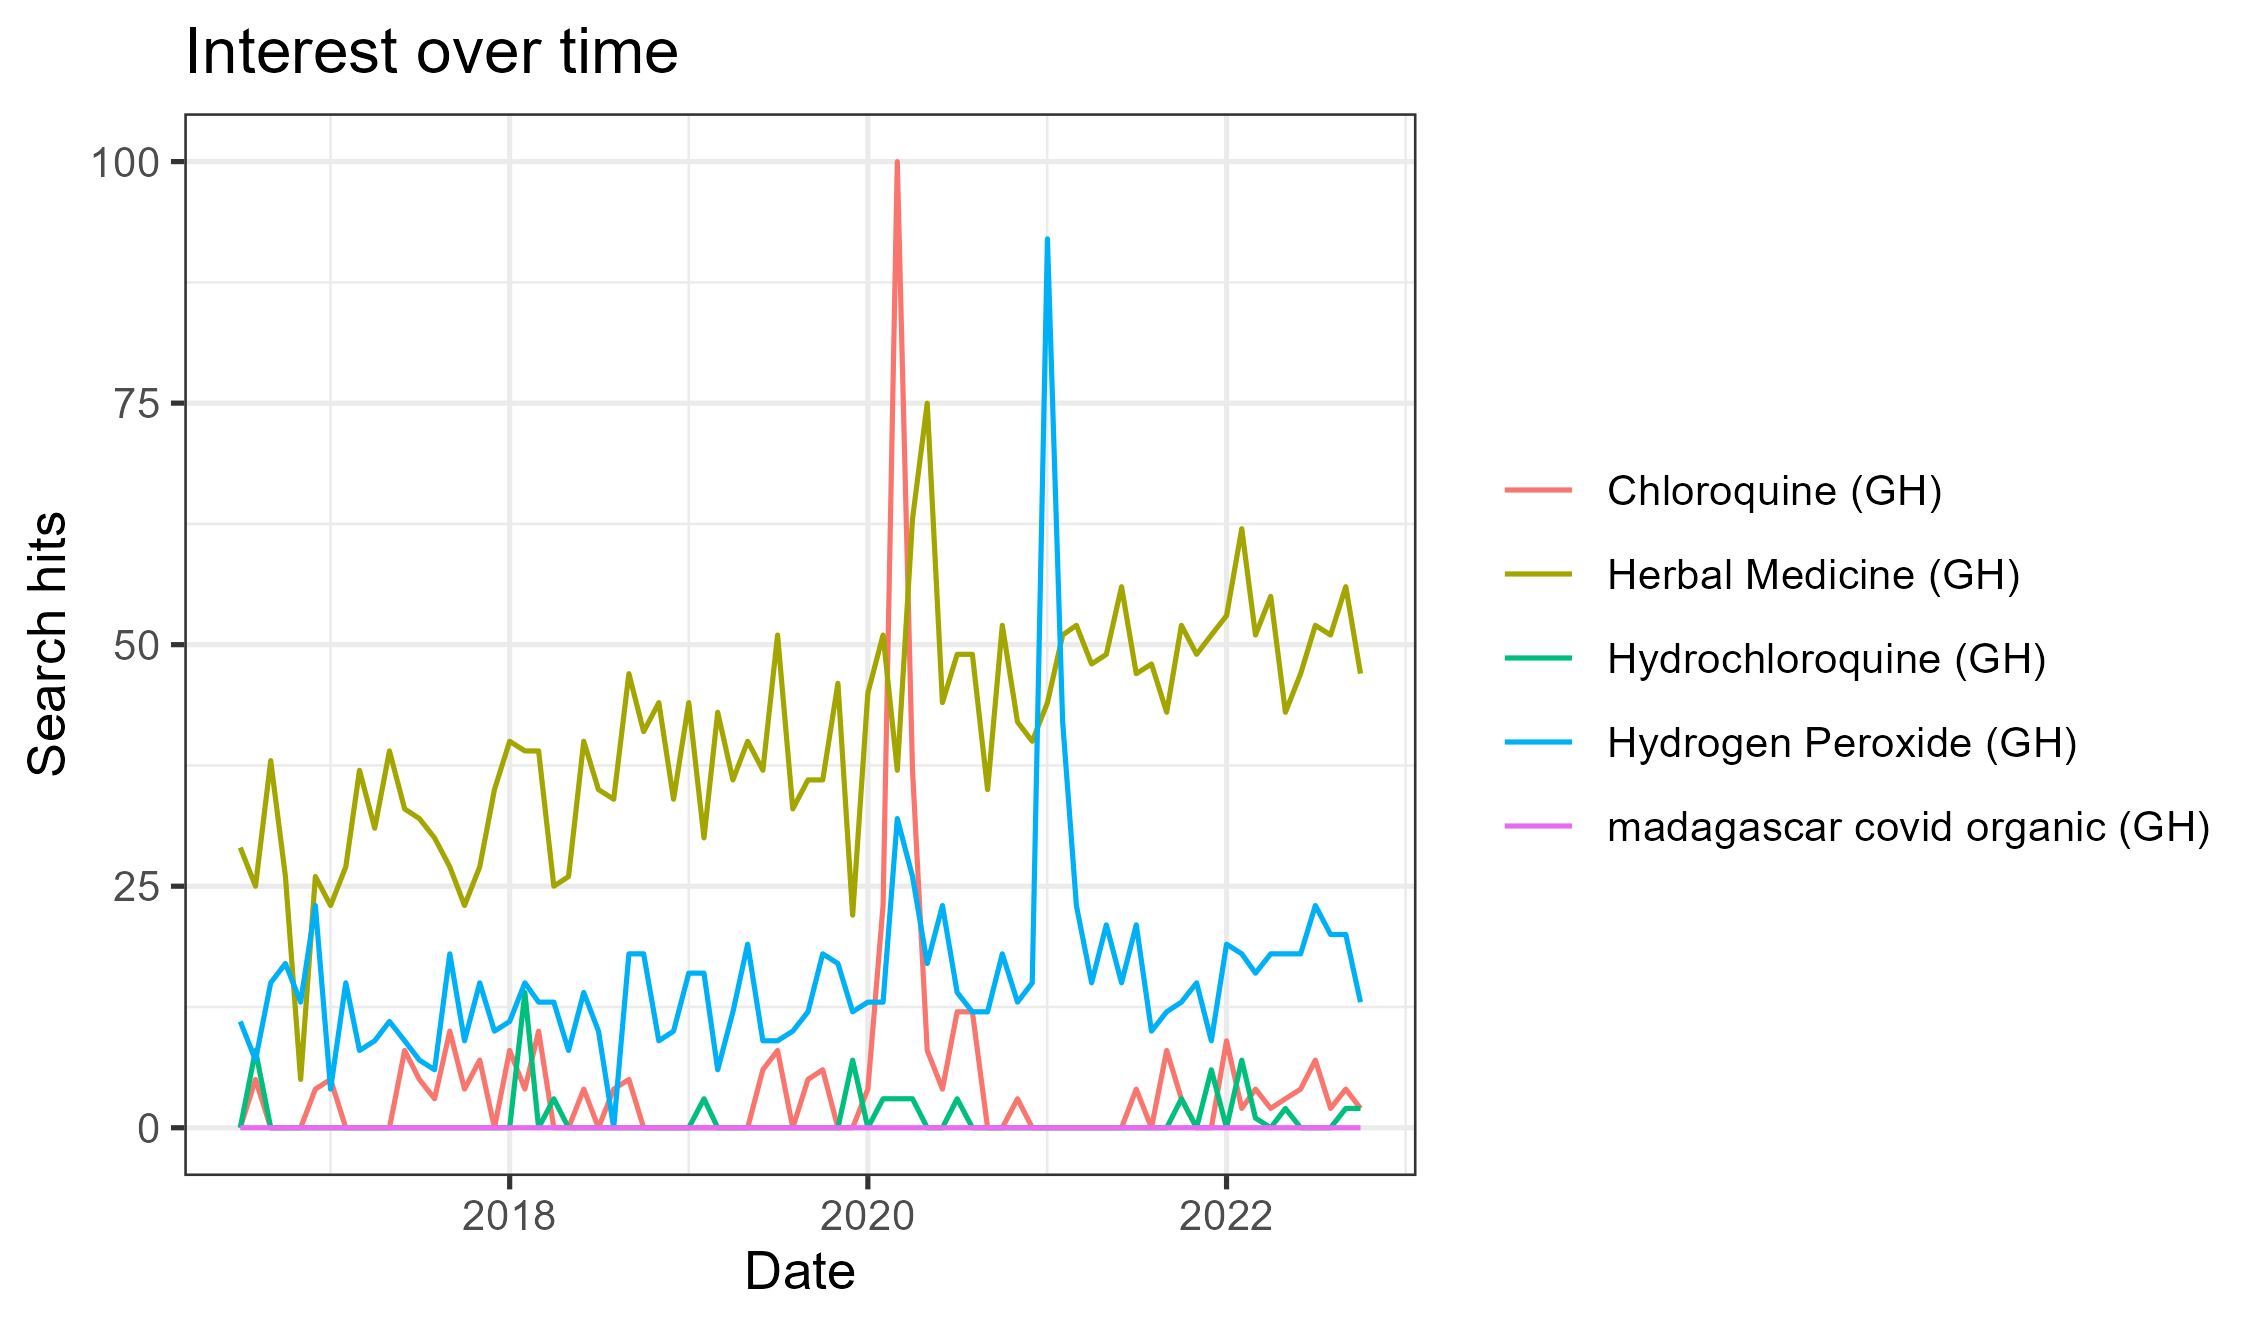 Interest over time
100
75
50
25
0
Search hits
2018
2020
2022
Date
Chloroquine (GH)
Herbal Medicine (GH)
Hydrochloroquine (GH)
Hydrogen Peroxide (GH)
madagascar covid organic (GH)